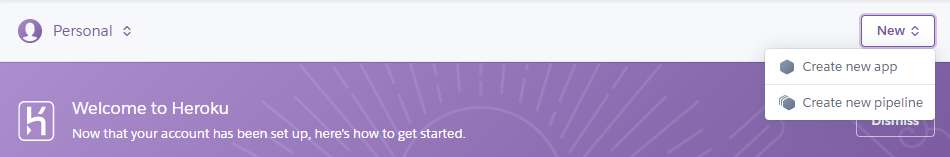 Personal
New
Create new app
Create new pipeline
Welcome to Heroku
Now that your account has been set up, here's how to get started.
Dismiss